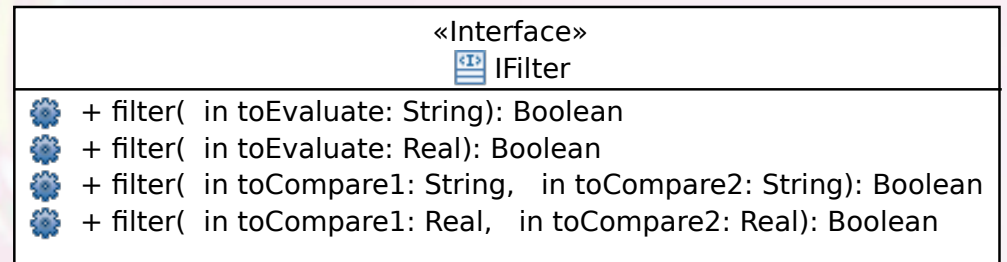 «Interface»
IFilter
+ filter( in toEvaluate: String): Boolean
+ filter( in toEvaluate: Real): Boolean
+ filter( in toCompare1: String, in toCompare2: String): Boolean
+ filter( in toCompare1: Real, in toCompare2: Real): Boolean